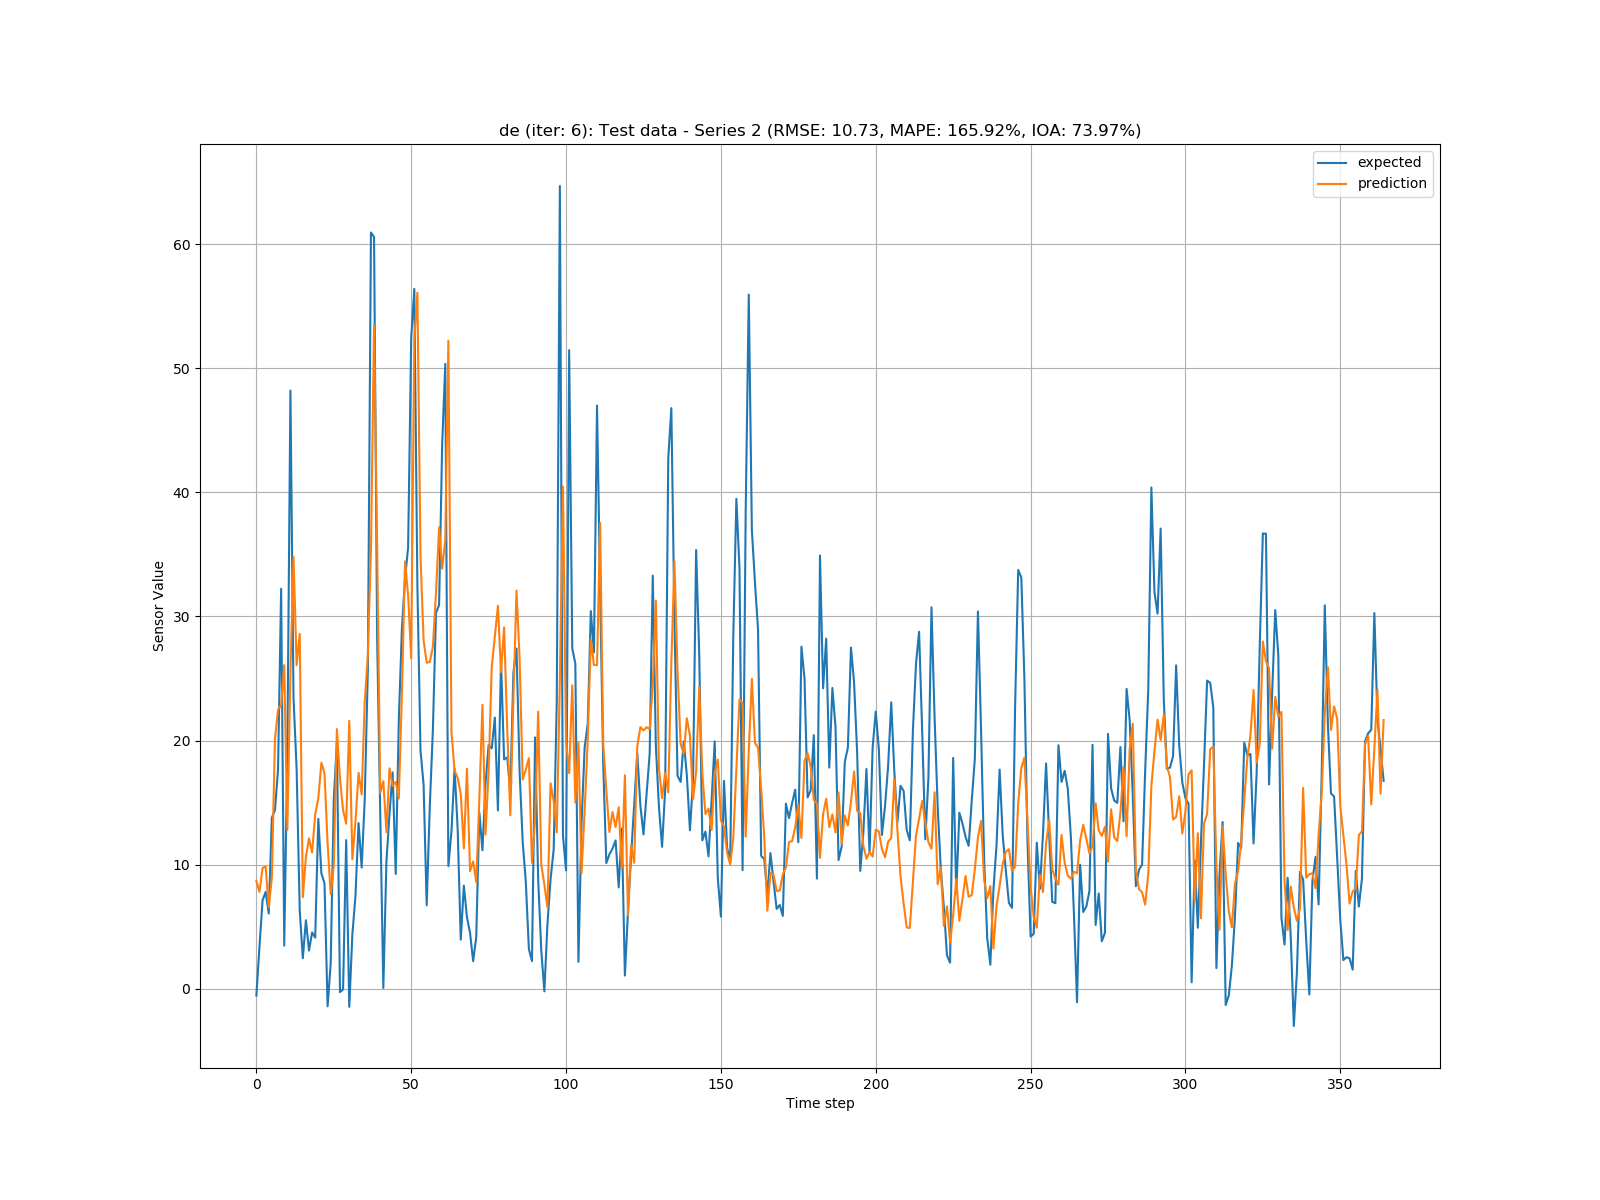 de (iter: 6): Test data - Series 2 (RMSE: 10.73, MAPE: 165.92%, IOA: 73.97%)
expected
prediction
60
50
40
30
20
10
0
Sensor Value
0 50 100 150 200 250 300 350
Time step